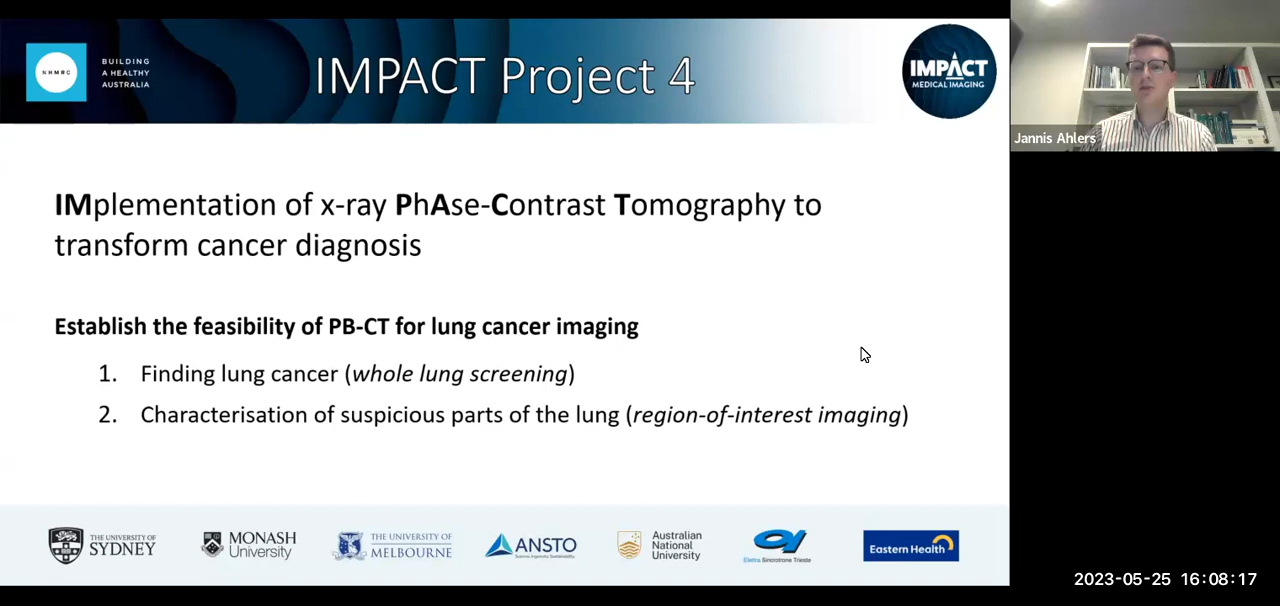 NHMRC
BUILDING
A HEALTHY
AUSTRALIA
IMPACT Project 4
IMPACT
MEDICAL IMAGING
Jannis Ahlers
IMplementation of x-ray PhAse-Contrast Tomography to
transform cancer diagnosis
Establish the feasibility of PB-CT for lung cancer imaging
1. Finding lung cancer (whole lung screening)
2. Characterisation of suspicious parts of the lung (region-of-interest imaging)
THE UNIVERSITY OF
SYDNEY
MONASH
University
THE UNIVERSITY OF
MELBOURNE
ANSTO
Science. Ingenuity. Sustainability.
Australian
National
University
Elettra Sincrotrone Trieste
Eastern Health
2023-05-25 16:08:17